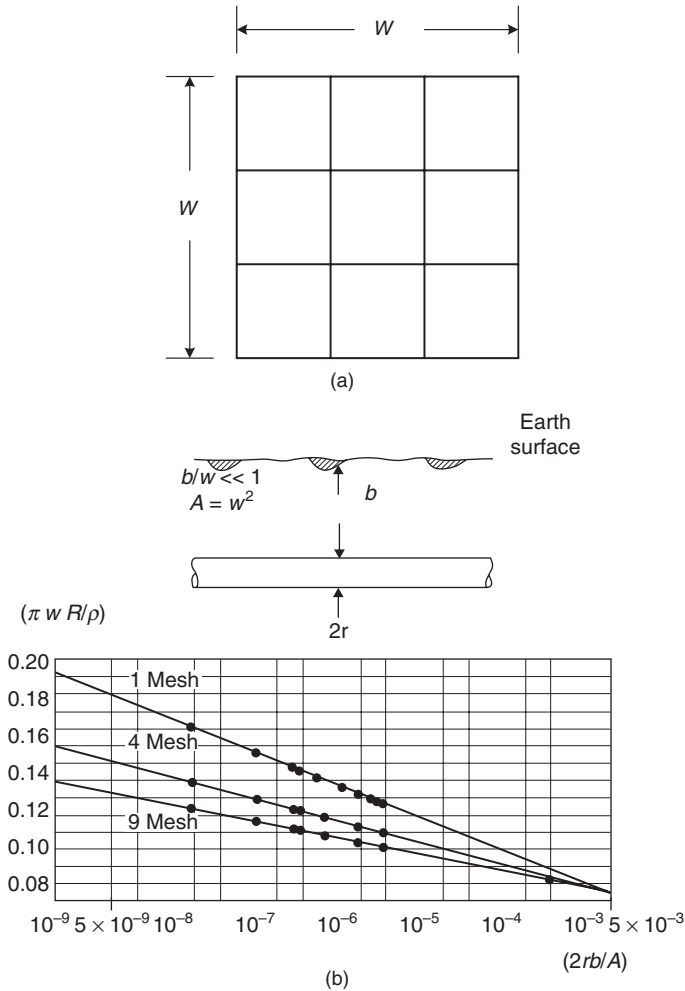 W
W
(a)
Earth
surface
b/w << 1
A = w²
b
2r
(π w R/ρ)
0.20
0.18
0.16
0.14
0.12
0.10
0.08
1 Mesh
4 Mesh
9 Mesh
10⁻⁹ 5 × 10⁻⁹ 10⁻⁸ 10⁻⁷ 10⁻⁶ 10⁻⁵ 10⁻⁴ 10⁻³ 5 × 10⁻³
(2rb/A)
(b)